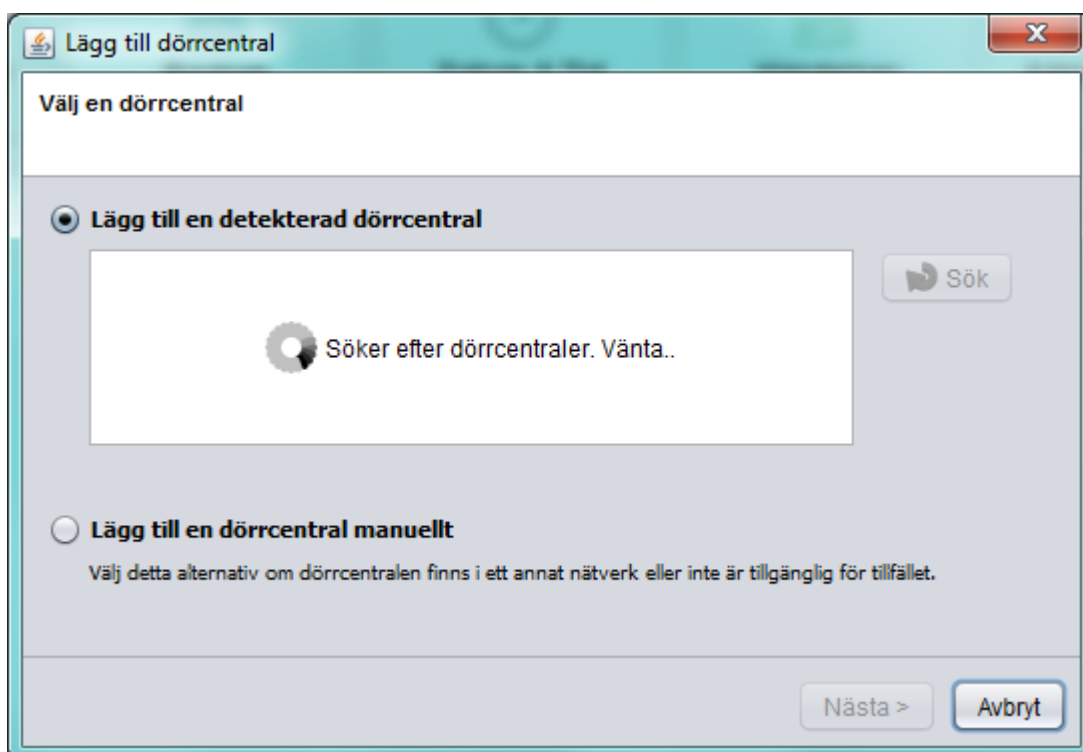 Lägg till dörrcentral
Välj en dörrcentral
Lägg till en detekterad dörrcentral
Sök
Söker efter dörrcentraler. Vänta..
Lägg till en dörrcentral manuellt
Välj detta alternativ om dörrcentralen finns i ett annat nätverk eller inte är tillgänglig för tillfället.
Nästa >
Avbryt